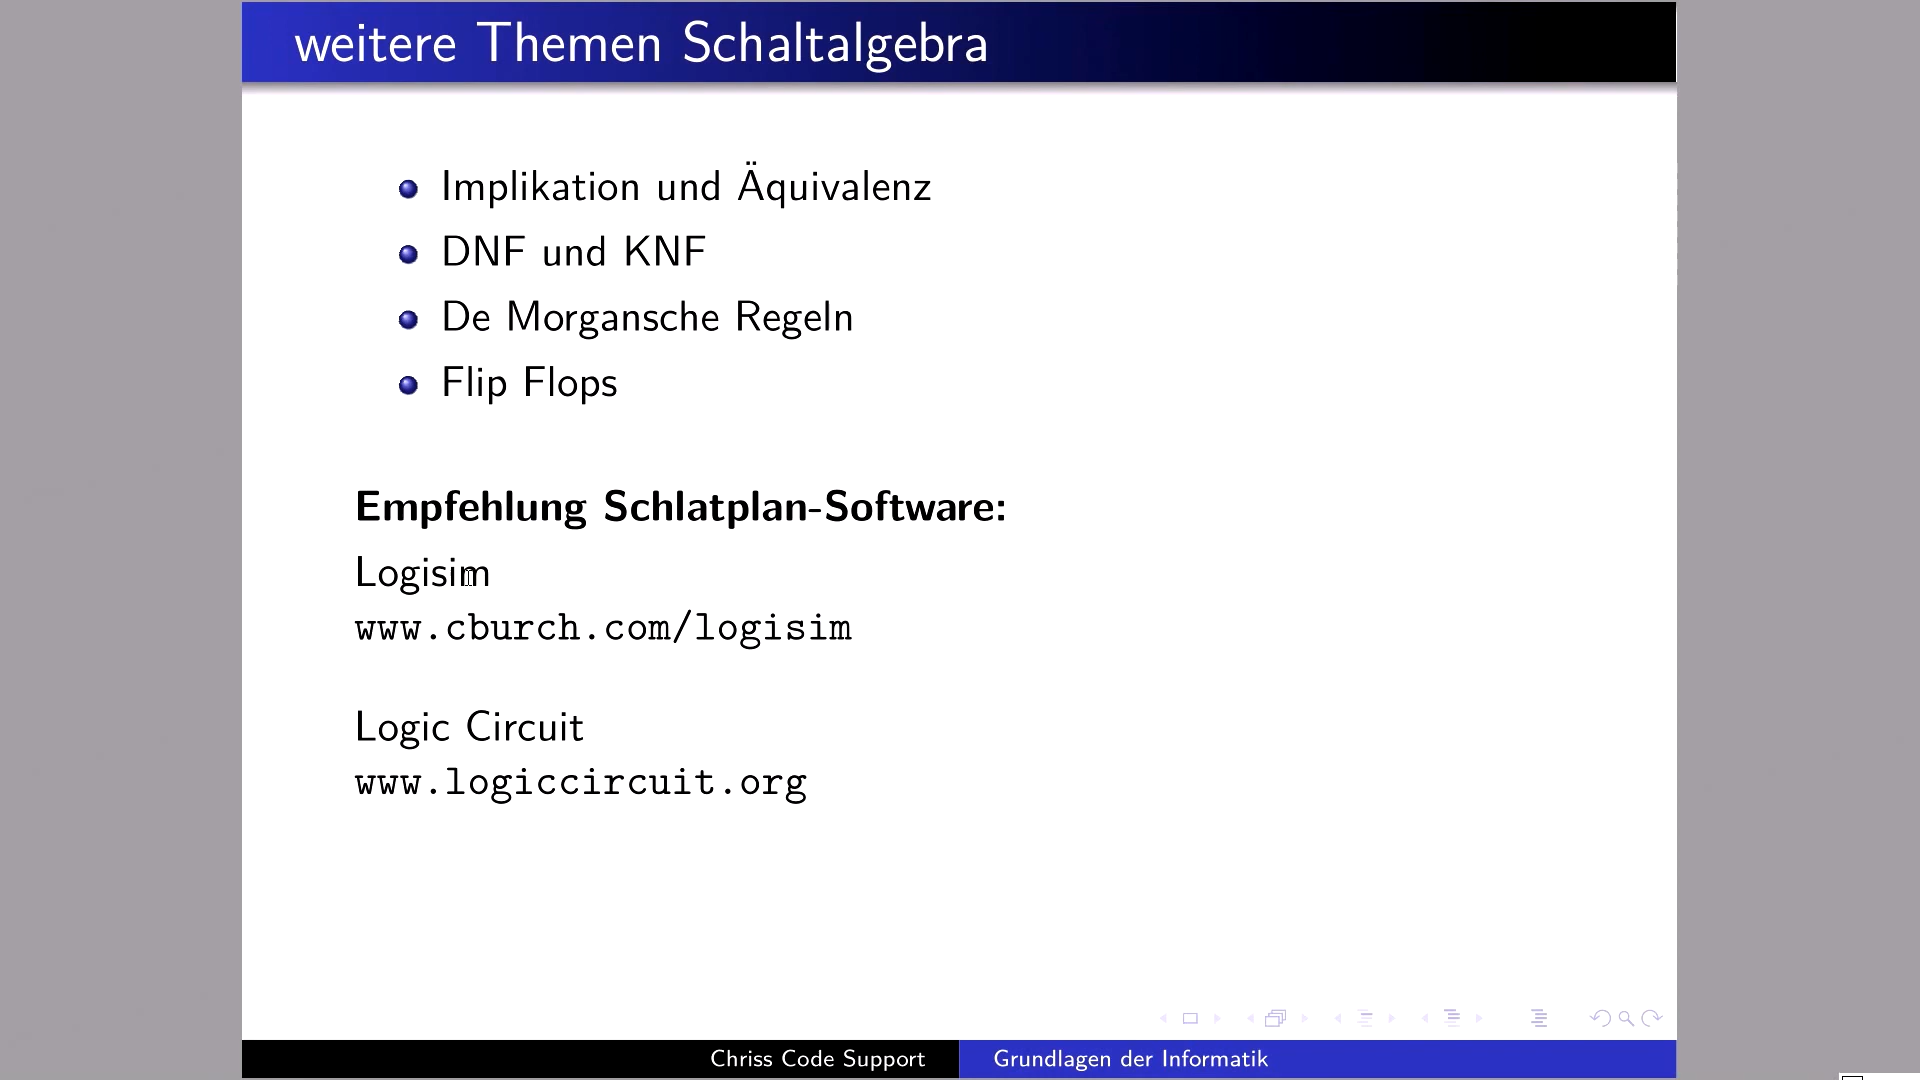 weitere Themen Schaltalgebra
Implikation und Äquivalenz
DNF und KNF
De Morgansche Regeln
Flip Flops
Empfehlung Schlatplan-Software:
Logisim
www.cburch.com/logisim
Logic Circuit
www.logiccircuit.org
Chriss Code Support
Grundlagen der Informatik